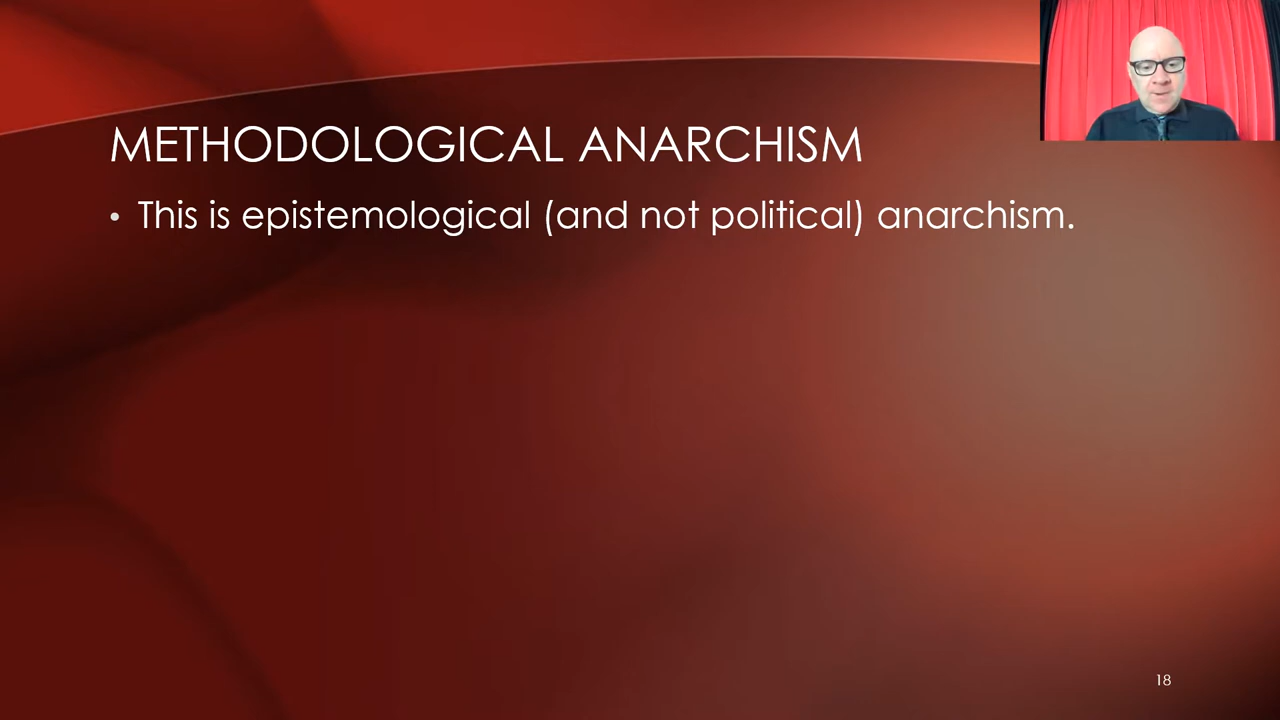 METHODOLOGICAL ANARCHISM
• This is epistemological (and not political) anarchism.
18